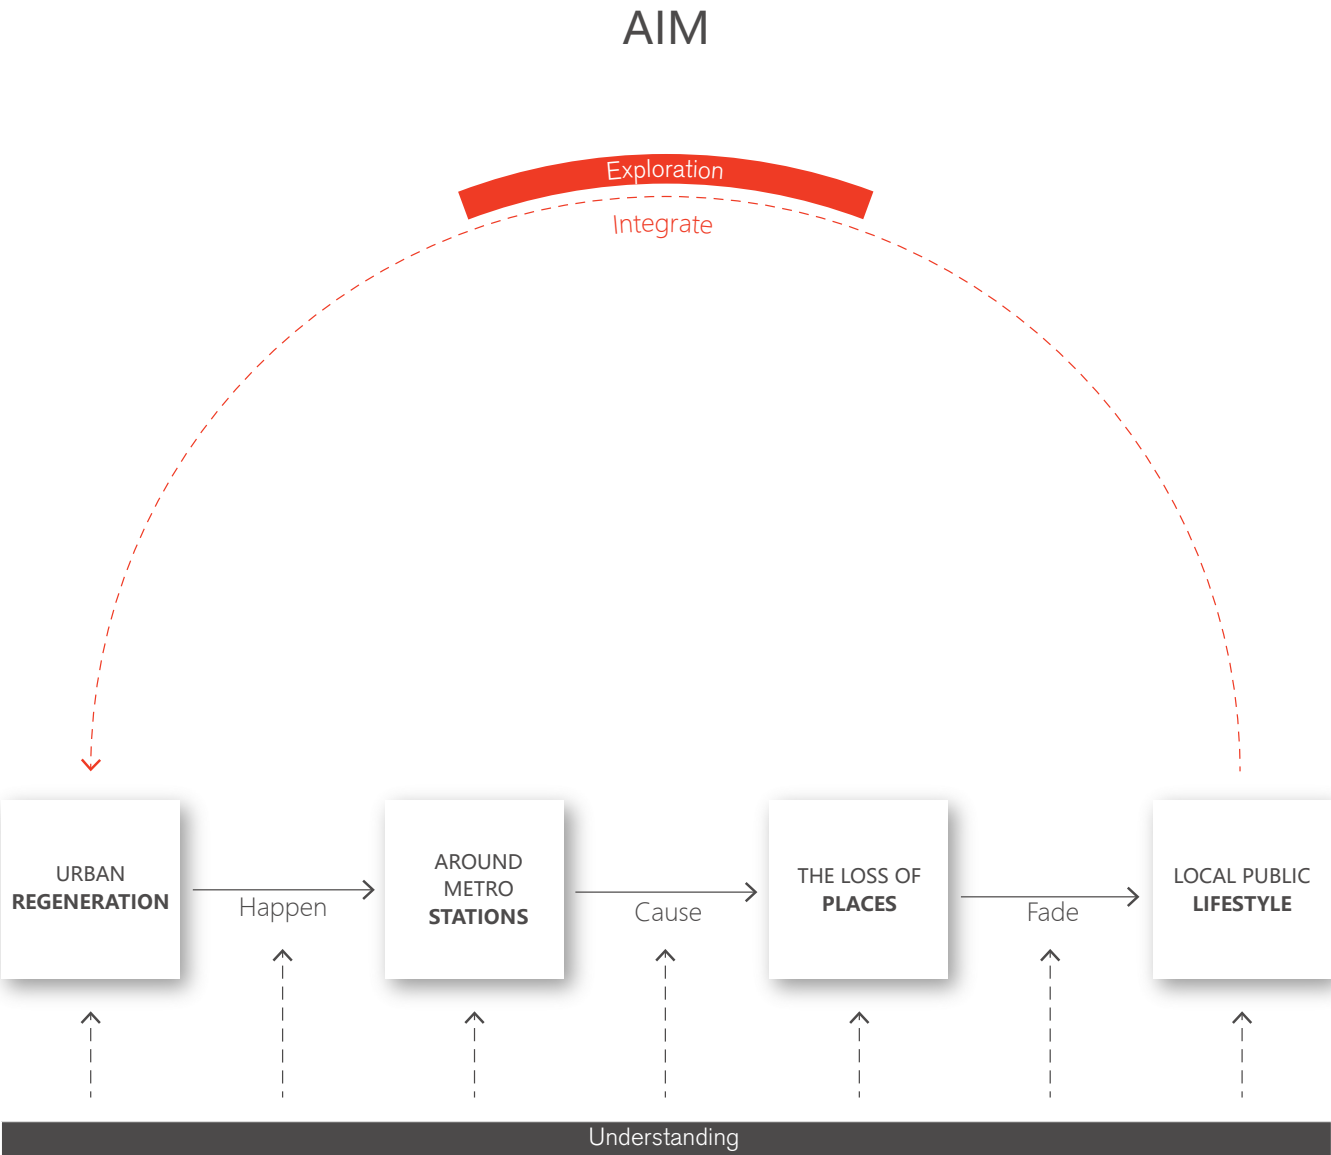 AIM
Exploration
Integrate
URBAN
REGENERATION
Happen
AROUND
METRO
STATIONS
Cause
THE LOSS OF
PLACES
Fade
LOCAL PUBLIC
LIFESTYLE
Understanding